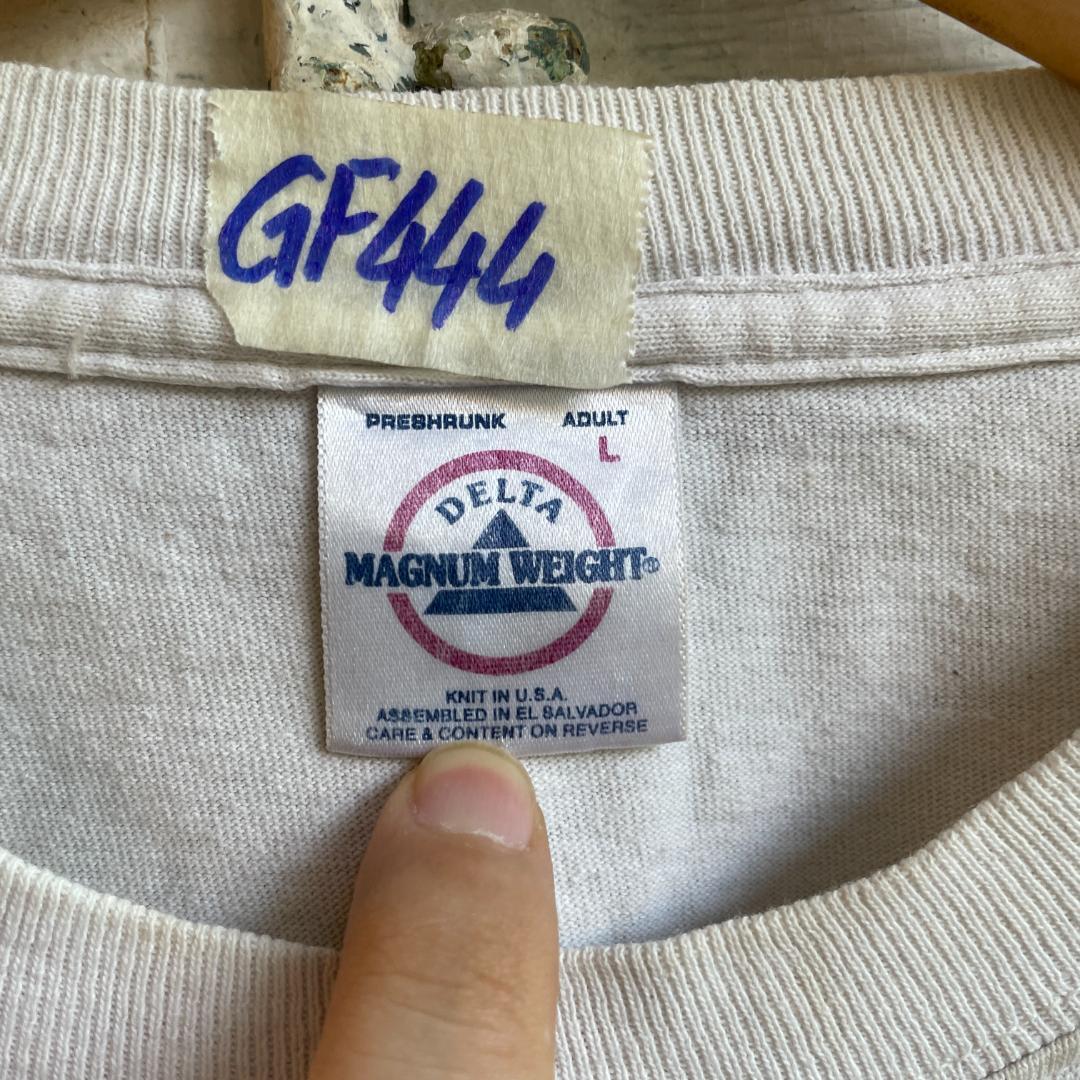 GF444
PRESHRUNK ADULT
L
DELTA
MAGNUM WEIGHT®
KNIT IN U.S.A.
ASSEMBLED IN EL SALVADOR
CARE & CONTENT ON REVERSE